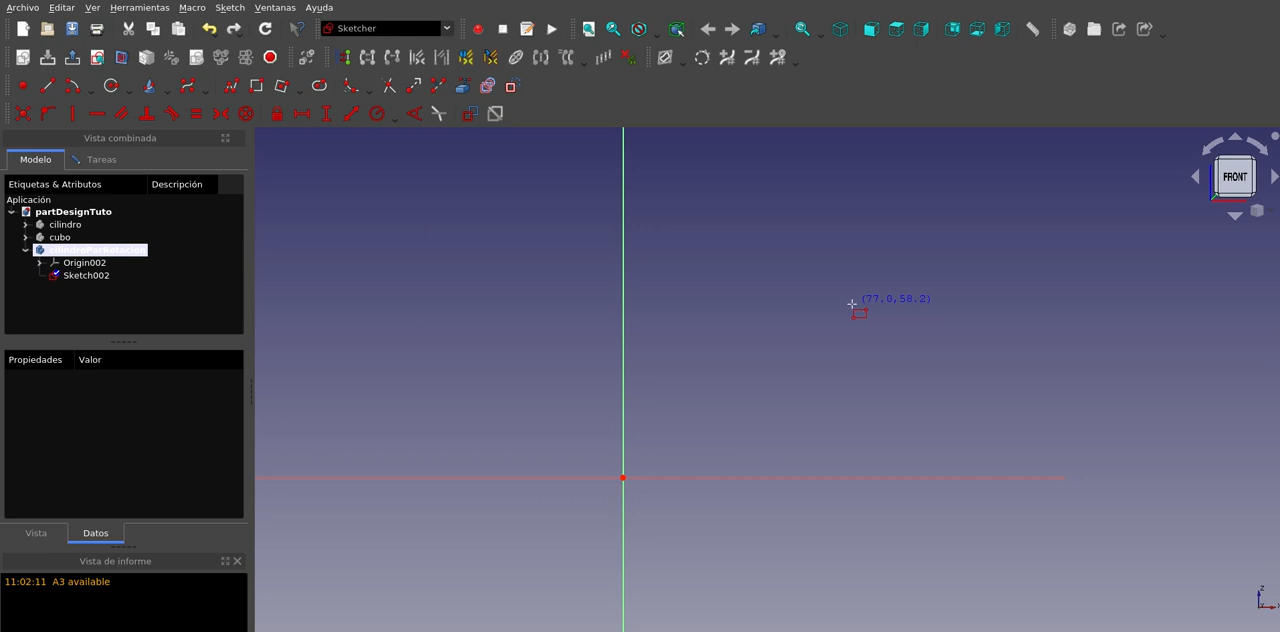 Archivo Editar Ver Herramientas Macro Sketch Ventanas Ayuda
Sketcher
Vista combinada
Modelo Tareas
Etiquetas & Atributos Descripción
Aplicación
partDesignTuto
cilindro
cubo
Origin002
Sketch002
Propiedades Valor
Vista Datos
Vista de informe
11:02:11 A3 available
(77.0,58.2)
FRONT
z
x